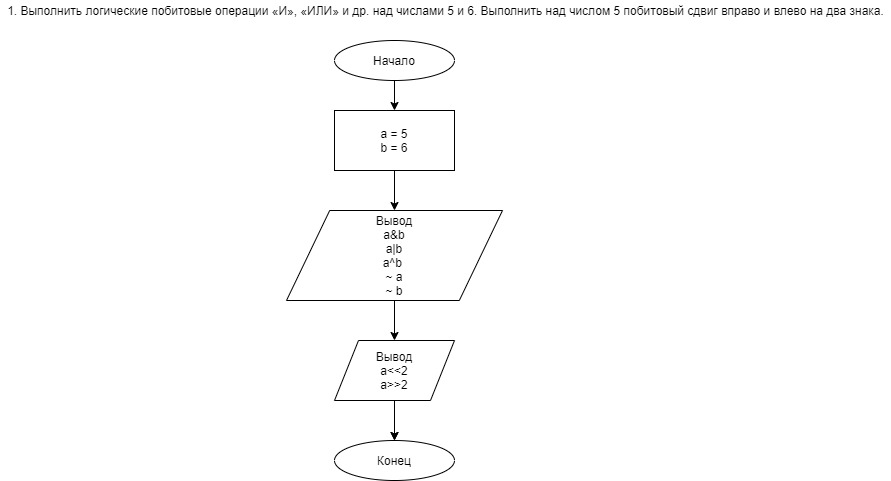 1. Выполнить логические побитовые операции «И», «ИЛИ» и др. над числами 5 и 6. Выполнить над числом 5 побитовый сдвиг вправо и влево на два знака.
Начало
a = 5
b = 6
Вывод
a&b
a|b
a^b
~ a
~ b
Вывод
a<<2
a>>2
Конец